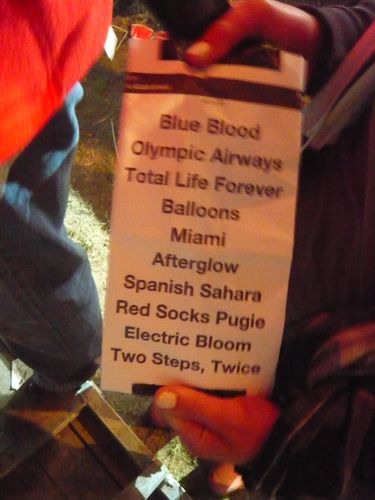 Blue Blood
Olympic Airways
Total Life Forever
Balloons
Miami
Afterglow
Spanish Sahara
Red Socks Pugie
Electric Bloom
Two Steps, Twice